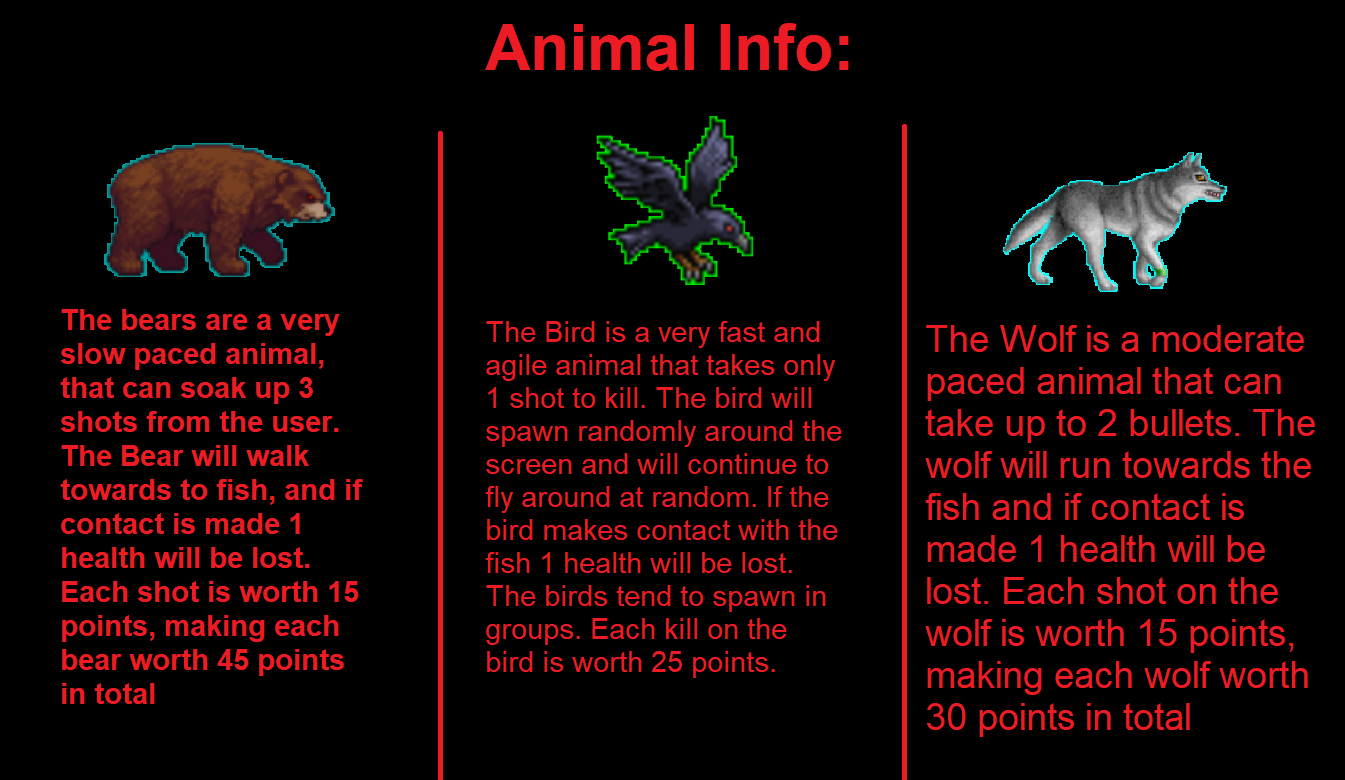 Animal Info:
The bears are a very
slow paced animal,
that can soak up 3
shots from the user.
The Bear will walk
towards to fish, and if
contact is made 1
health will be lost.
Each shot is worth 15
points, making each
bear worth 45 points
in total
The Bird is a very fast and
agile animal that takes only
1 shot to kill. The bird will
spawn randomly around the
screen and will continue to
fly around at random. If the
bird makes contact with the
fish 1 health will be lost.
The birds tend to spawn in
groups. Each kill on the
bird is worth 25 points.
The Wolf is a moderate
paced animal that can
take up to 2 bullets. The
wolf will run towards the
fish and if contact is
made 1 health will be
lost. Each shot on the
wolf is worth 15 points,
making each wolf worth
30 points in total